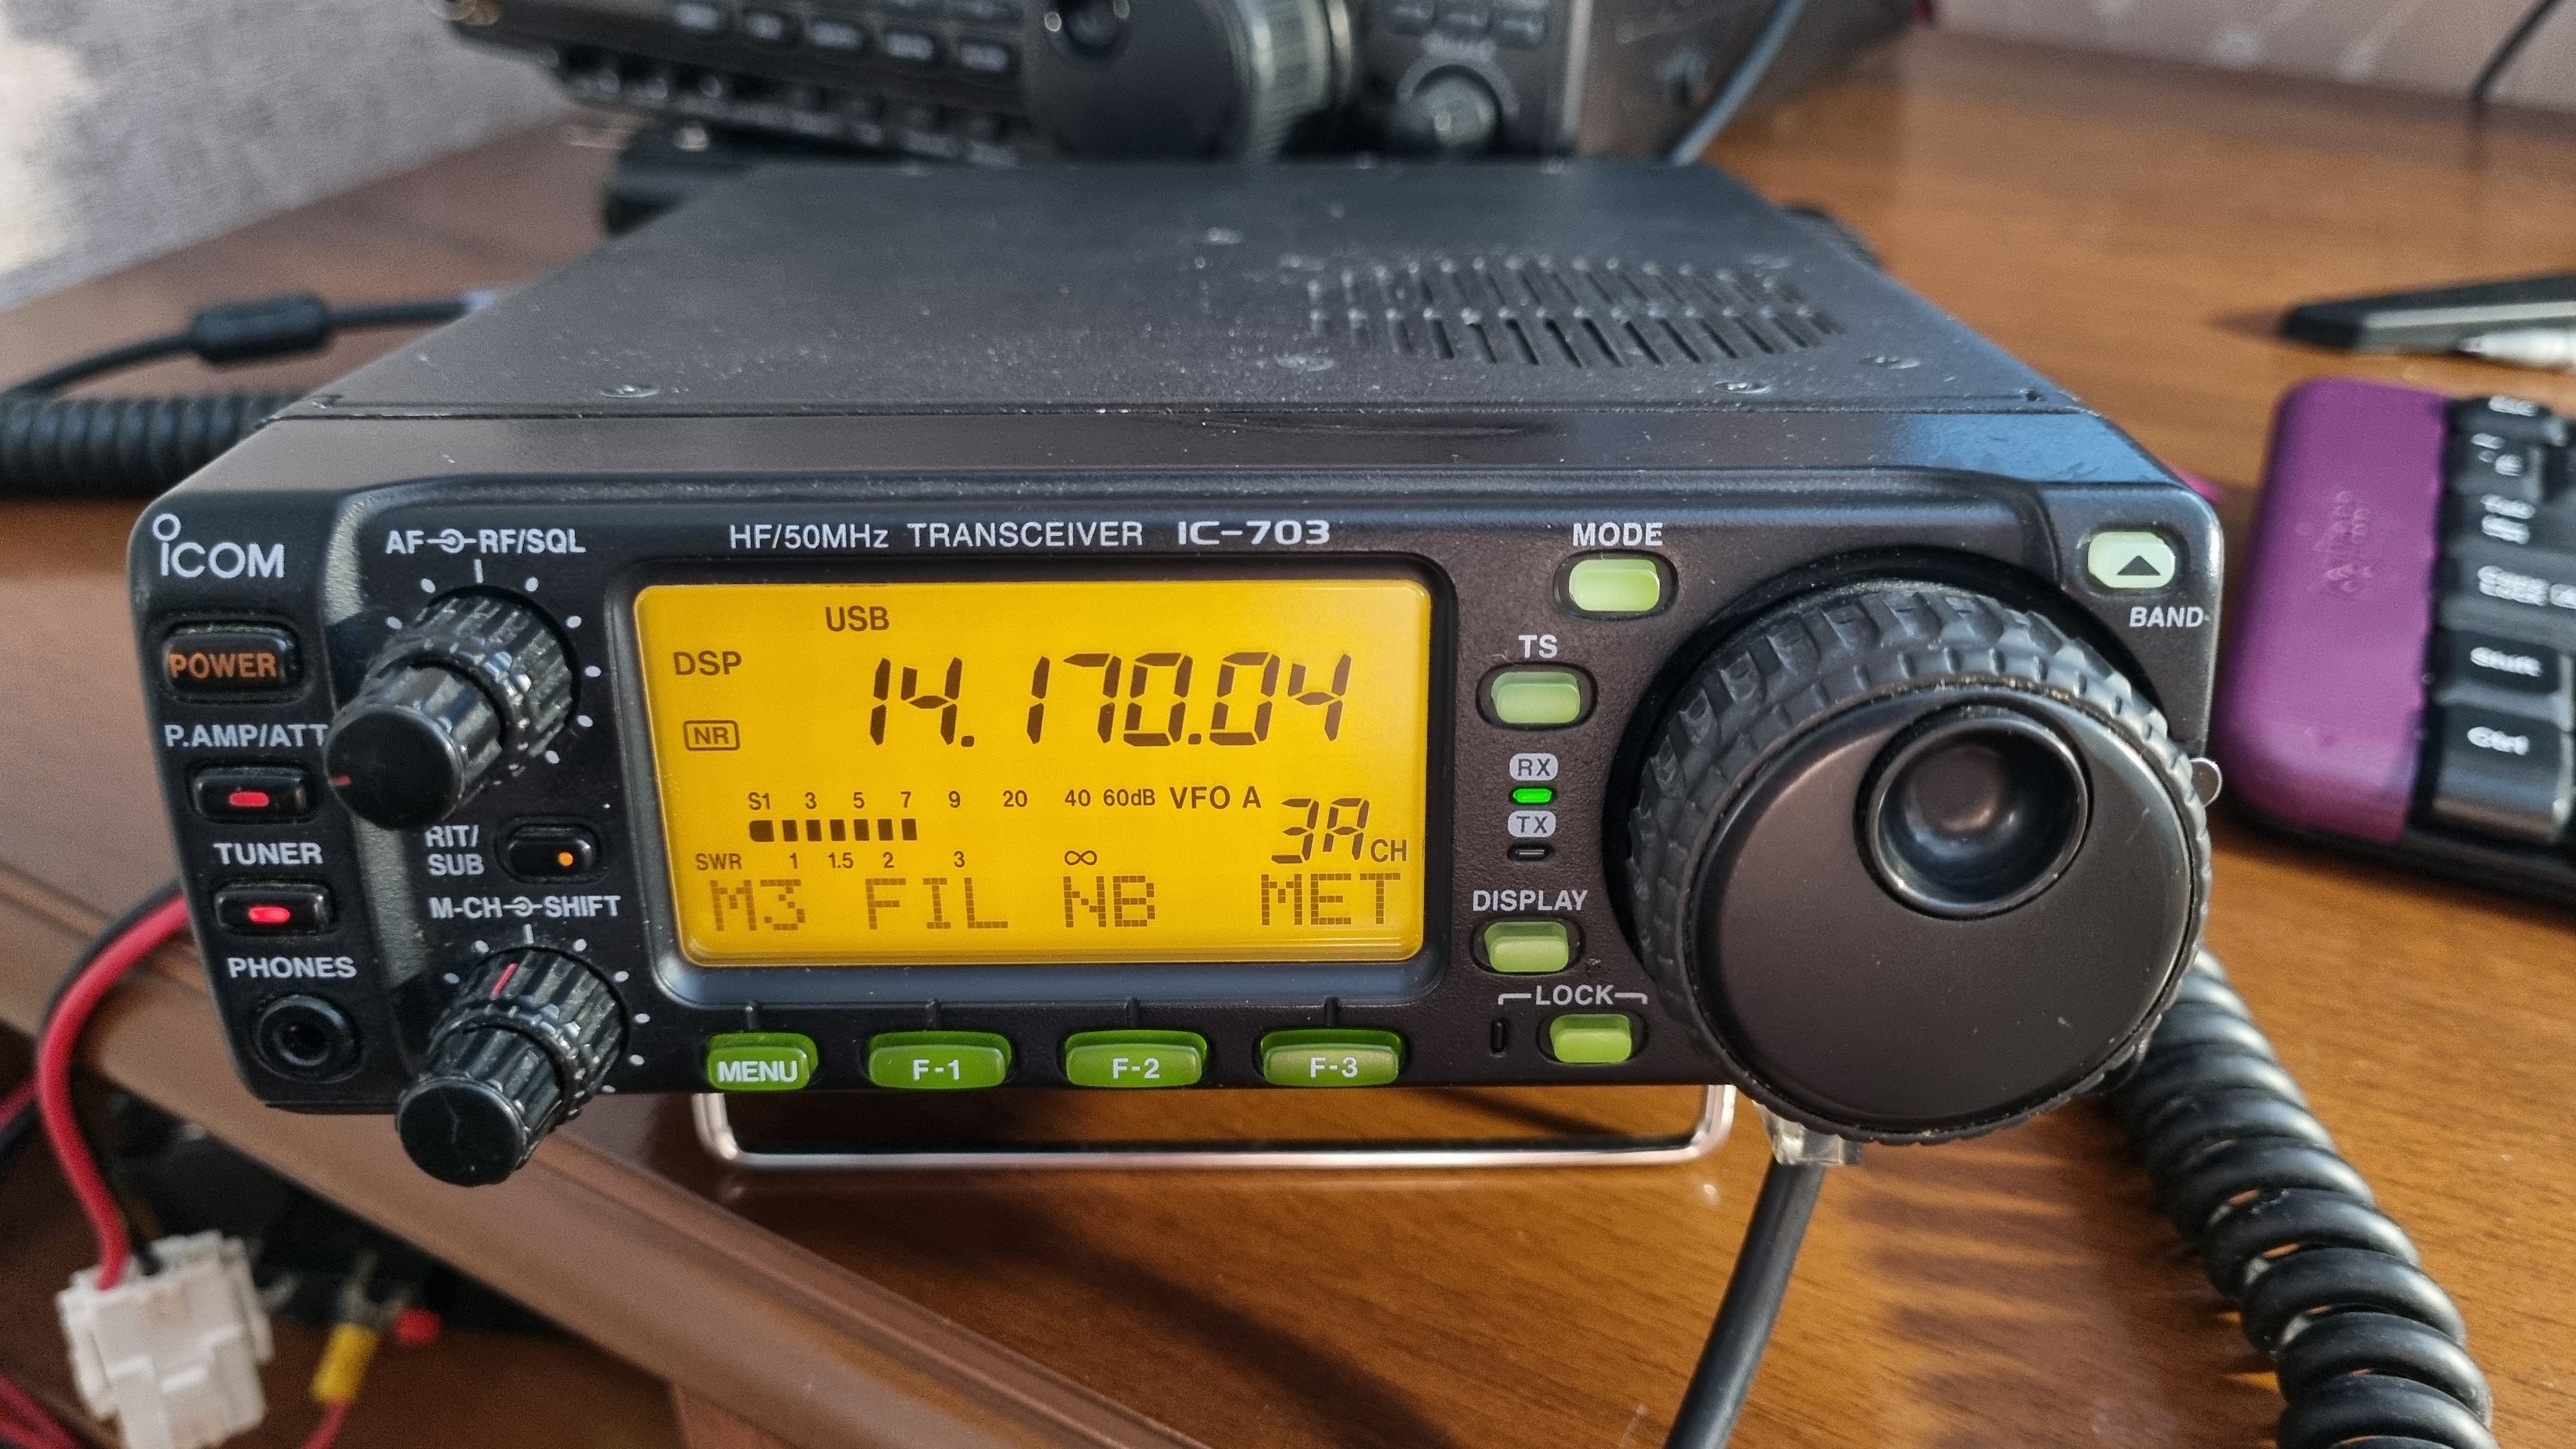 ICOM
AF RF/SQL
HF/50MHz TRANSCEIVER IC-703
MODE
BAND
POWER
USB
DSP
14.170.04
TS
P.AMP/ATT
NR
RX
S1 3 5 7 9 20 40 60dB VFO A
3A CH
TX
TUNER
RIT/
SUB
SWR 1 1.5 2 3 ∞
M3 FIL NB MET
DISPLAY
M-CH SHIFT
PHONES
LOCK
MENU F-1 F-2 F-3
Shift
Ctrl